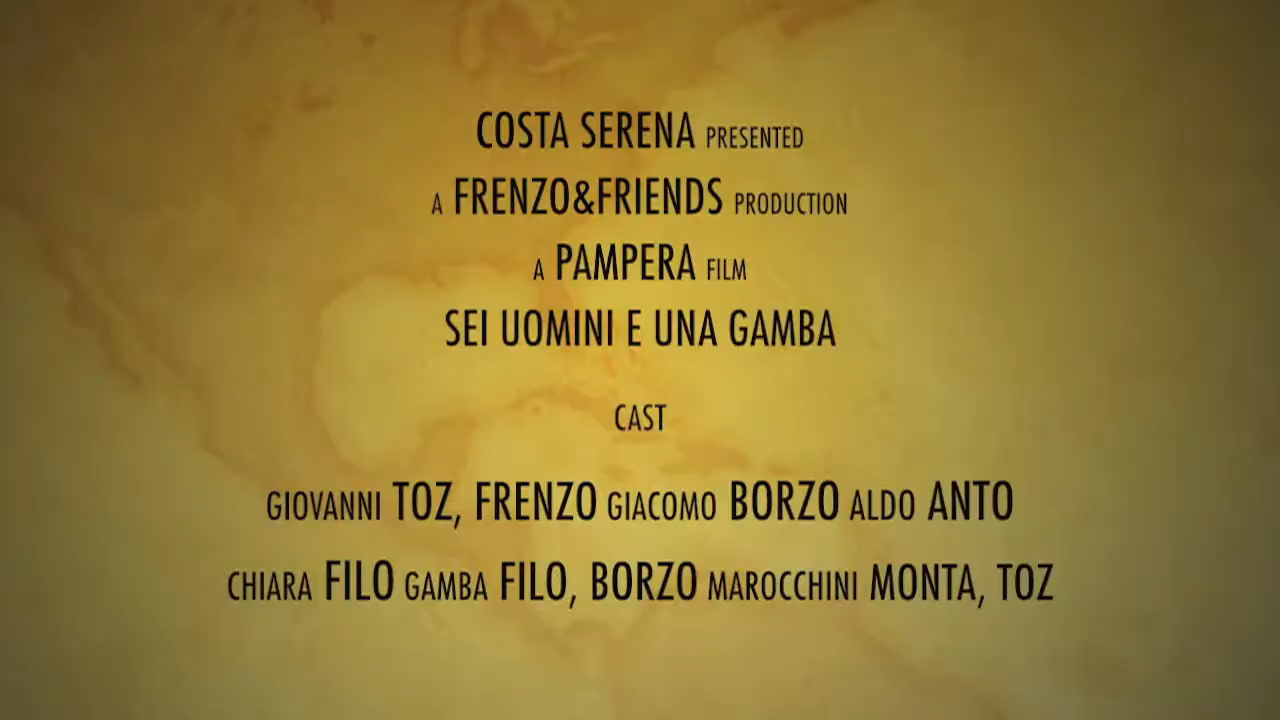 COSTA SERENA PRESENTED
A FRENZO&FRIENDS PRODUCTION
A PAMPERA FILM
SEI UOMINI E UNA GAMBA
CAST
GIOVANNI TOZ, FRENZO GIACOMO BORZO ALDO ANTO
CHIARA FILO GAMBA FILO, BORZO MAROCCHINI MONTA, TOZ